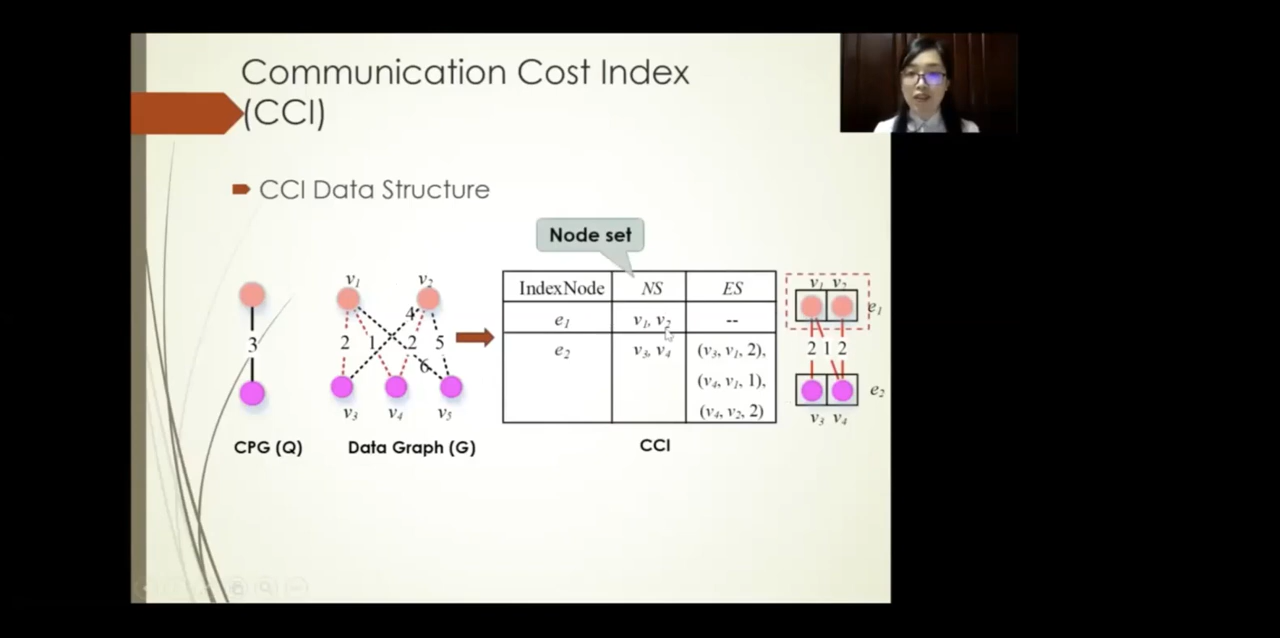 Communication Cost Index
(CCI)
CCI Data Structure
Node set
v1 v2
IndexNode NS ES
e1 v1, v2 --
e2 v3, v4 (v3, v1, 2),
(v4, v1, 1),
(v4, v2, 2)
3
4
2 1 2 5
6
v3 v4 v5
v1 v2
e1
2 1 2
e2
v3 v4
CPG (Q)
Data Graph (G)
CCI